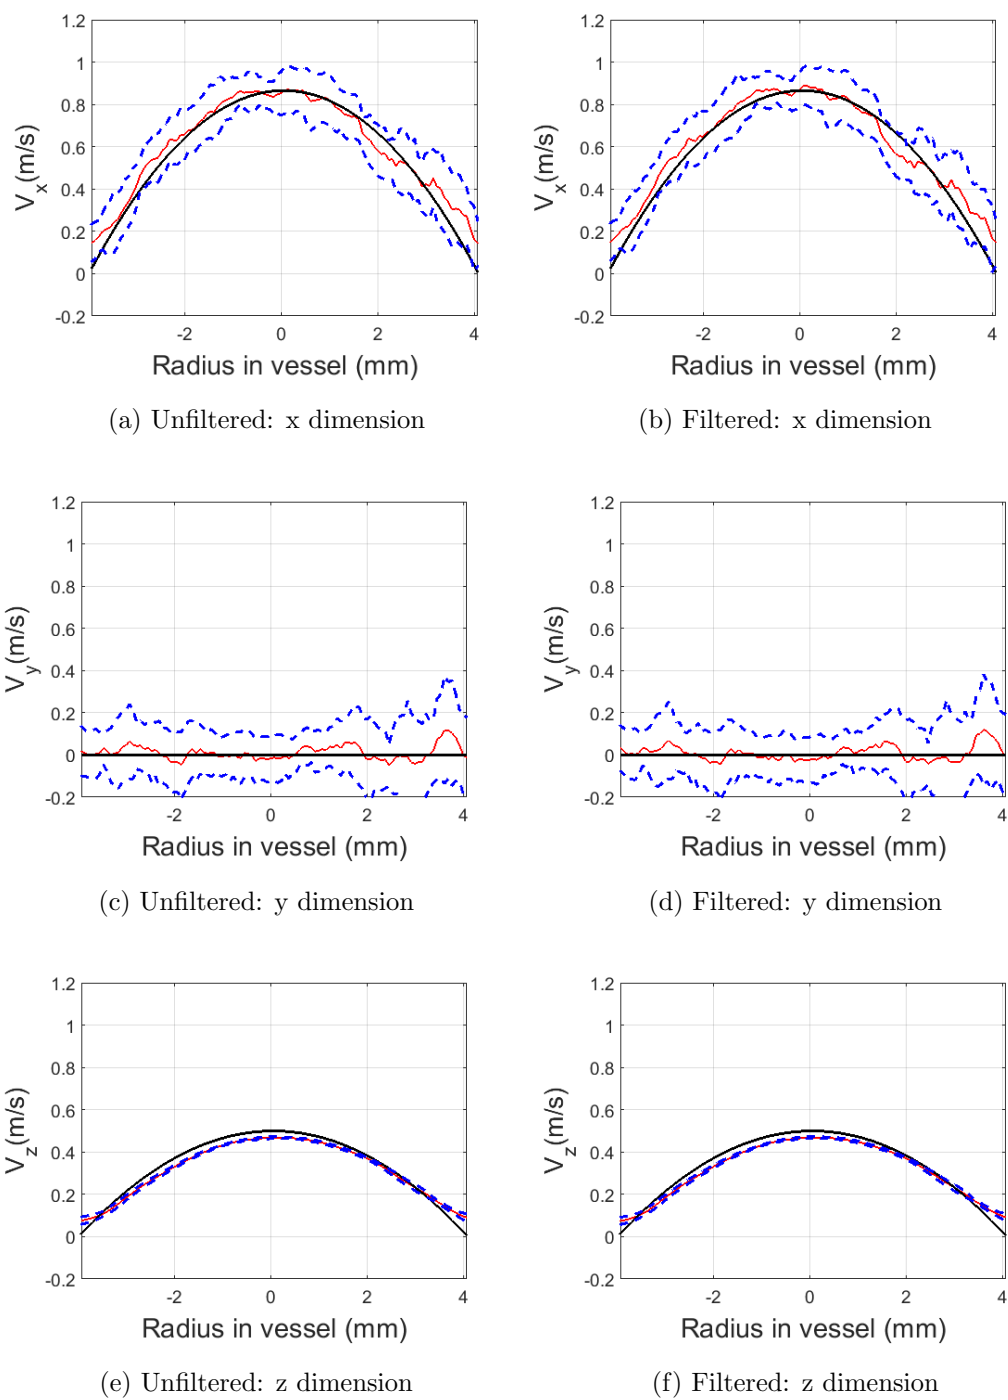 1.2
1
0.8
0.6
0.4
0.2
0
-0.2
V_x(m/s)
-2 0 2 4
Radius in vessel (mm)
(a) Unfiltered: x dimension
1.2
1
0.8
0.6
0.4
0.2
0
-0.2
V_x(m/s)
-2 0 2 4
Radius in vessel (mm)
(b) Filtered: x dimension
1.2
1
0.8
0.6
0.4
0.2
0
-0.2
V_y(m/s)
-2 0 2 4
Radius in vessel (mm)
(c) Unfiltered: y dimension
1.2
1
0.8
0.6
0.4
0.2
0
-0.2
V_y(m/s)
-2 0 2 4
Radius in vessel (mm)
(d) Filtered: y dimension
1.2
1
0.8
0.6
0.4
0.2
0
-0.2
V_z(m/s)
-2 0 2 4
Radius in vessel (mm)
(e) Unfiltered: z dimension
1.2
1
0.8
0.6
0.4
0.2
0
-0.2
V_z(m/s)
-2 0 2 4
Radius in vessel (mm)
(f) Filtered: z dimension